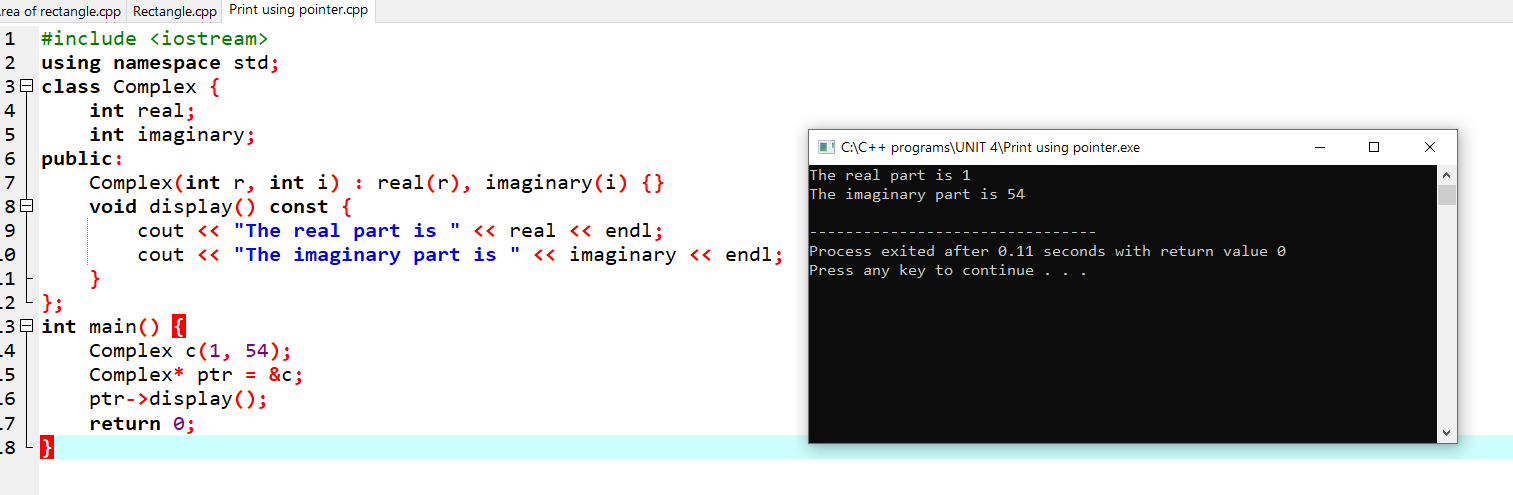 rea of rectangle.cpp Rectangle.cpp Print using pointer.cpp
1 #include <iostream>
2 using namespace std;
3 class Complex {
4 int real;
5 int imaginary;
6 public:
7 Complex(int r, int i) : real(r), imaginary(i) {}
8 void display() const {
9 cout << "The real part is " << real << endl;
.0 cout << "The imaginary part is " << imaginary << endl;
.1 }
.2 };
.3 int main() {
.4 Complex c(1, 54);
.5 Complex* ptr = &c;
.6 ptr->display();
.7 return 0;
.8 }
C:\C++ programs\UNIT 4\Print using pointer.exe
The real part is 1
The imaginary part is 54
--------------------------------
Process exited after 0.11 seconds with return value 0
Press any key to continue . . .